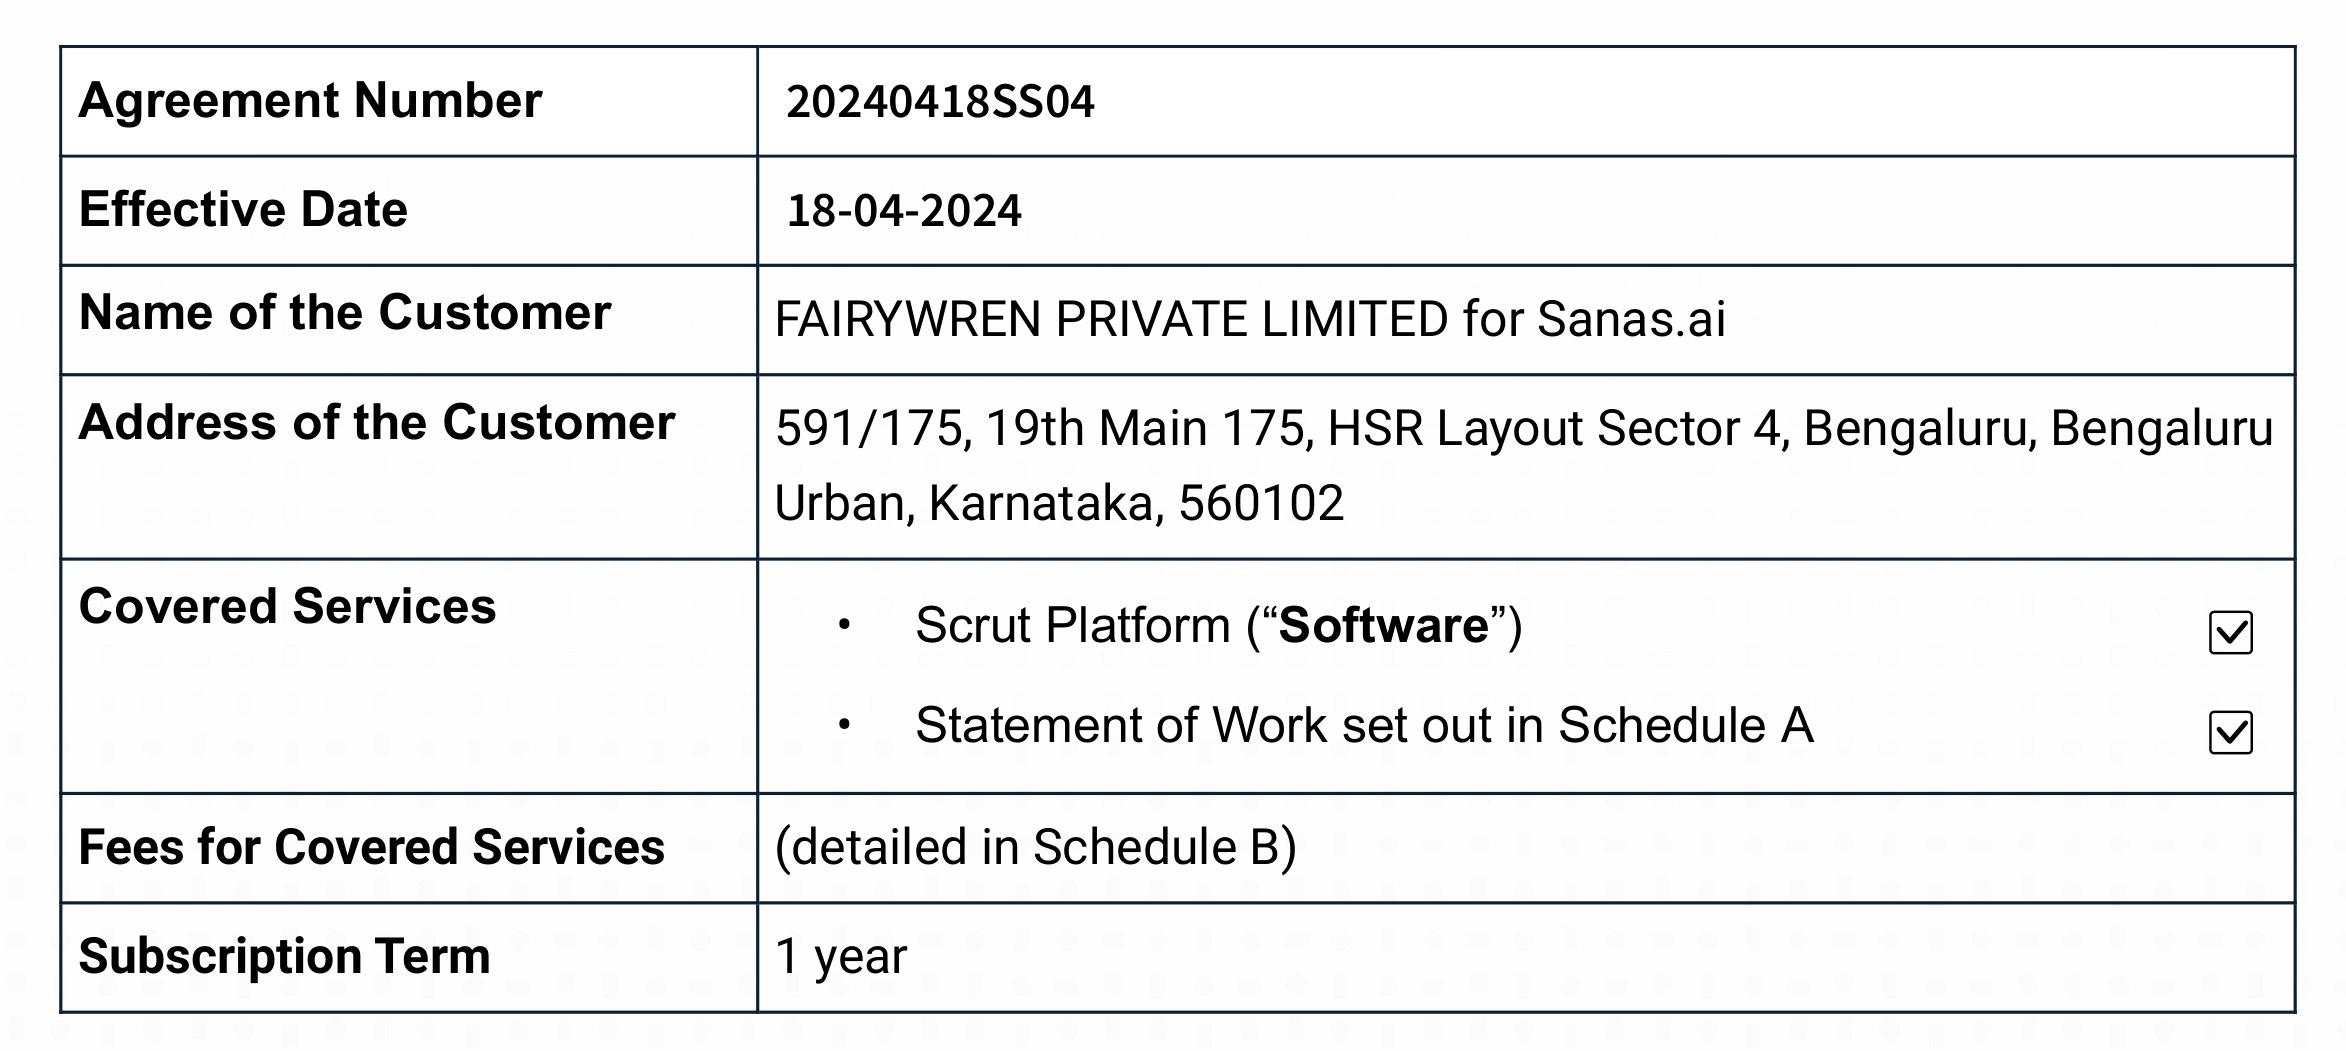 Agreement Number 20240418SS04
Effective Date 18-04-2024
Name of the Customer FAIRYWREN PRIVATE LIMITED for Sanas.ai
Address of the Customer 591/175, 19th Main 175, HSR Layout Sector 4, Bengaluru, Bengaluru
Urban, Karnataka, 560102
Covered Services
• Scrut Platform (“Software”) ☑
• Statement of Work set out in Schedule A ☑
Fees for Covered Services (detailed in Schedule B)
Subscription Term 1 year